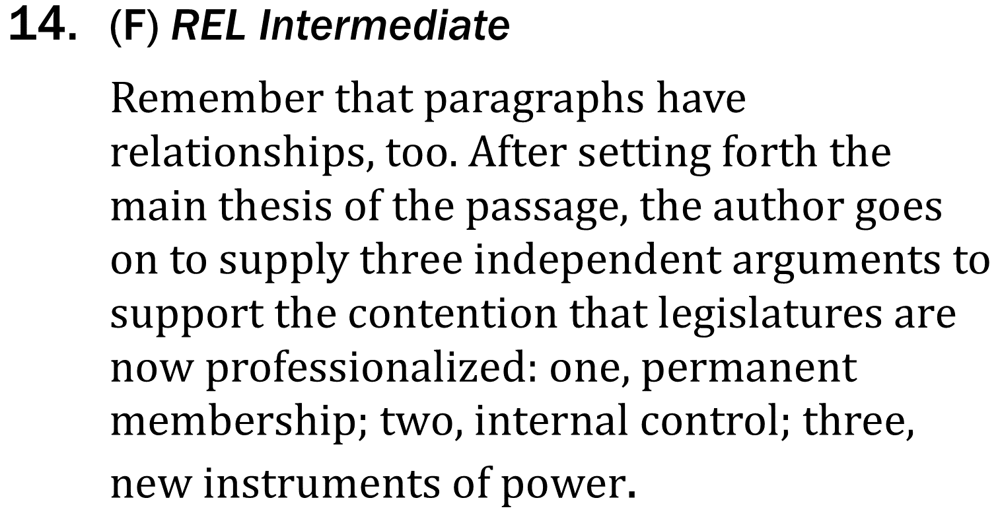 14. (F) REL Intermediate
Remember that paragraphs have
relationships, too. After setting forth the
main thesis of the passage, the author goes
on to supply three independent arguments to
support the contention that legislatures are
now professionalized: one, permanent
membership; two, internal control; three,
new instruments of power.